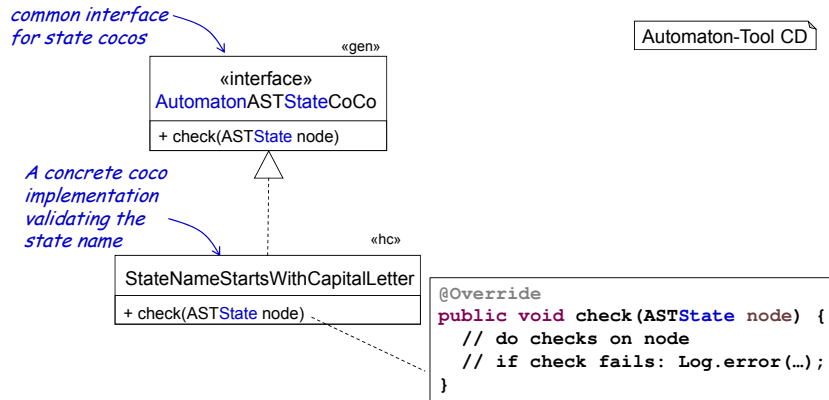 common interface
for state cocos
Automaton-Tool CD
«gen»
«interface»
AutomatonASTStateCoCo
+ check(ASTState node)
A concrete coco
implementation
validating the
state name
«hc»
StateNameStartsWithCapitalLetter
+ check(ASTState node)
@Override
public void check(ASTState node) {
// do checks on node
// if check fails: Log.error(…);
}